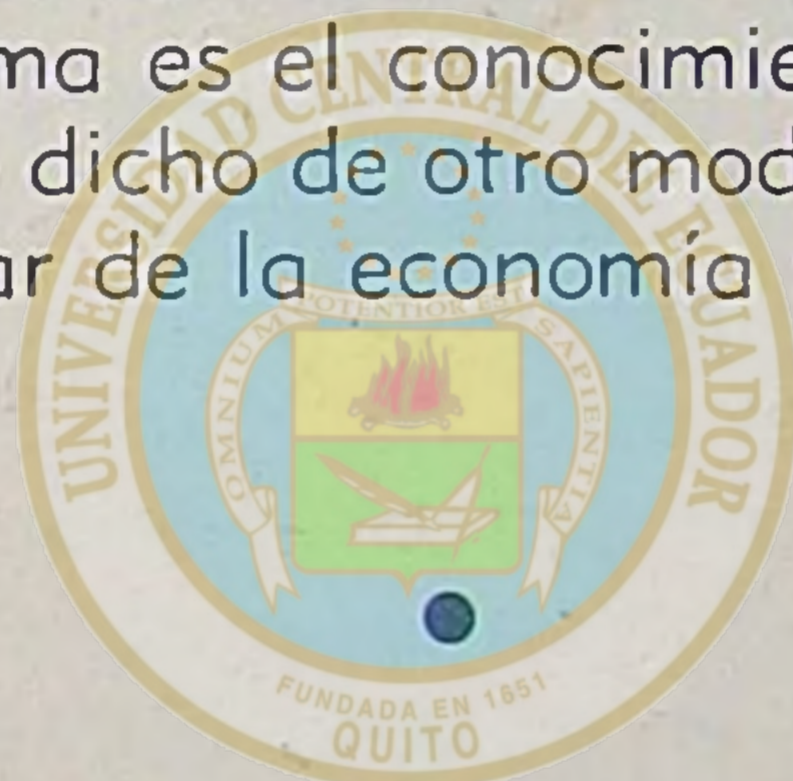 ma es el conocimie
dicho de otro mod
ar de la economía
UNIVERSIDAD CENTRAL DEL ECUADOR
OMNIUM POTENTIOR EST SAPIENTIA
FUNDADA EN 1651
QUITO